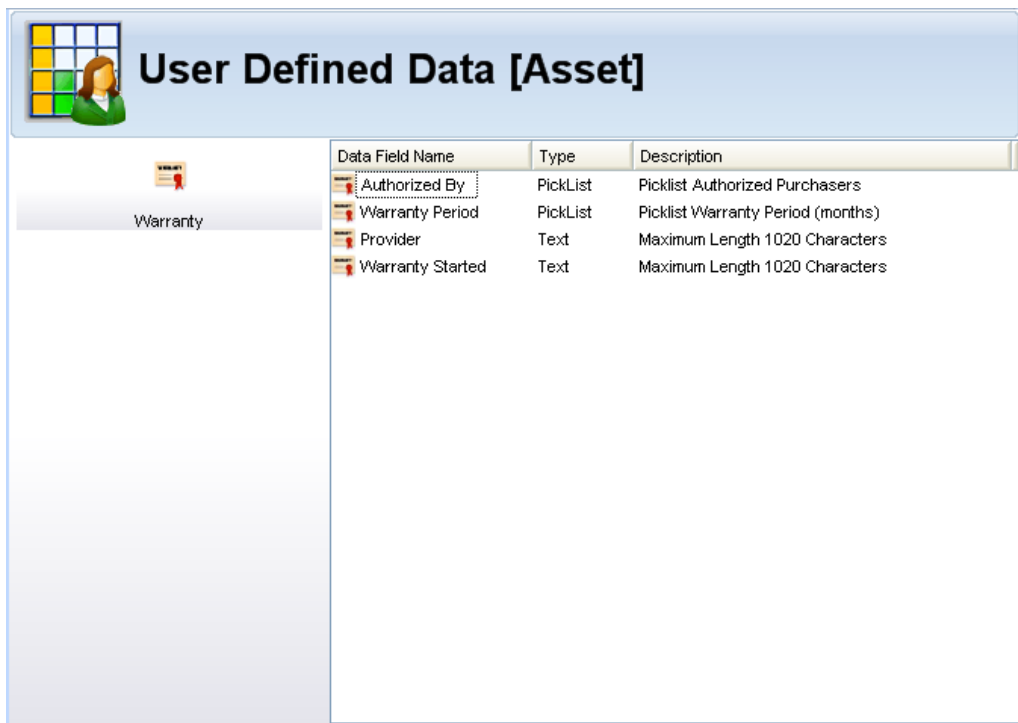 User Defined Data [Asset]
Warranty
Data Field Name Type Description
Authorized By PickList Picklist Authorized Purchasers
Warranty Period PickList Picklist Warranty Period (months)
Provider Text Maximum Length 1020 Characters
Warranty Started Text Maximum Length 1020 Characters